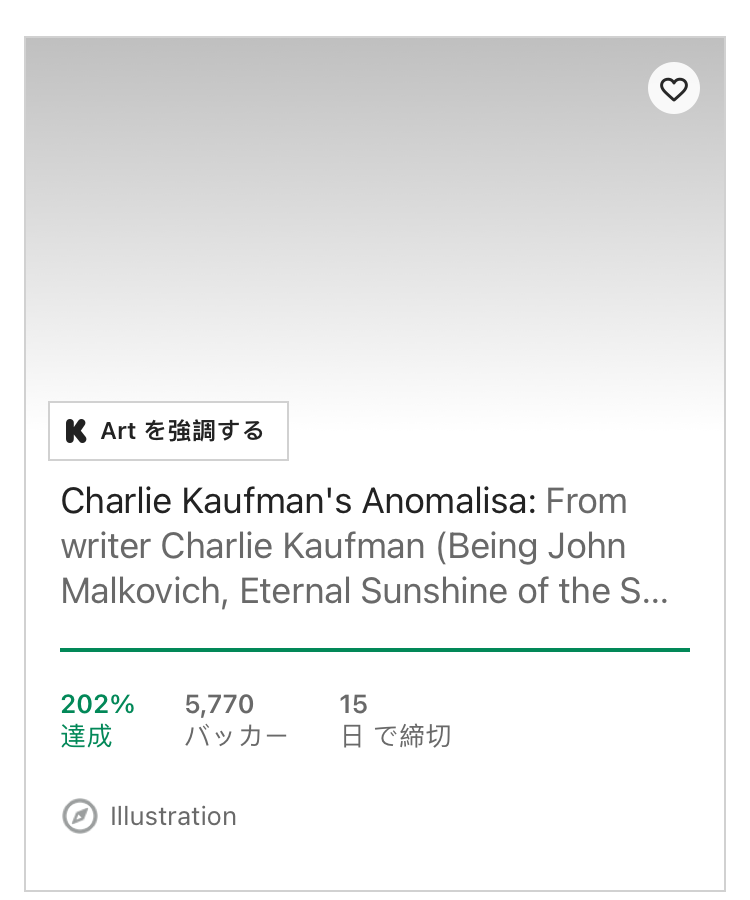 Art を強調する
Charlie Kaufman's Anomalisa: From
writer Charlie Kaufman (Being John
Malkovich, Eternal Sunshine of the S...
202% 5,770 15
達成 バッカー 日 で締切
Illustration